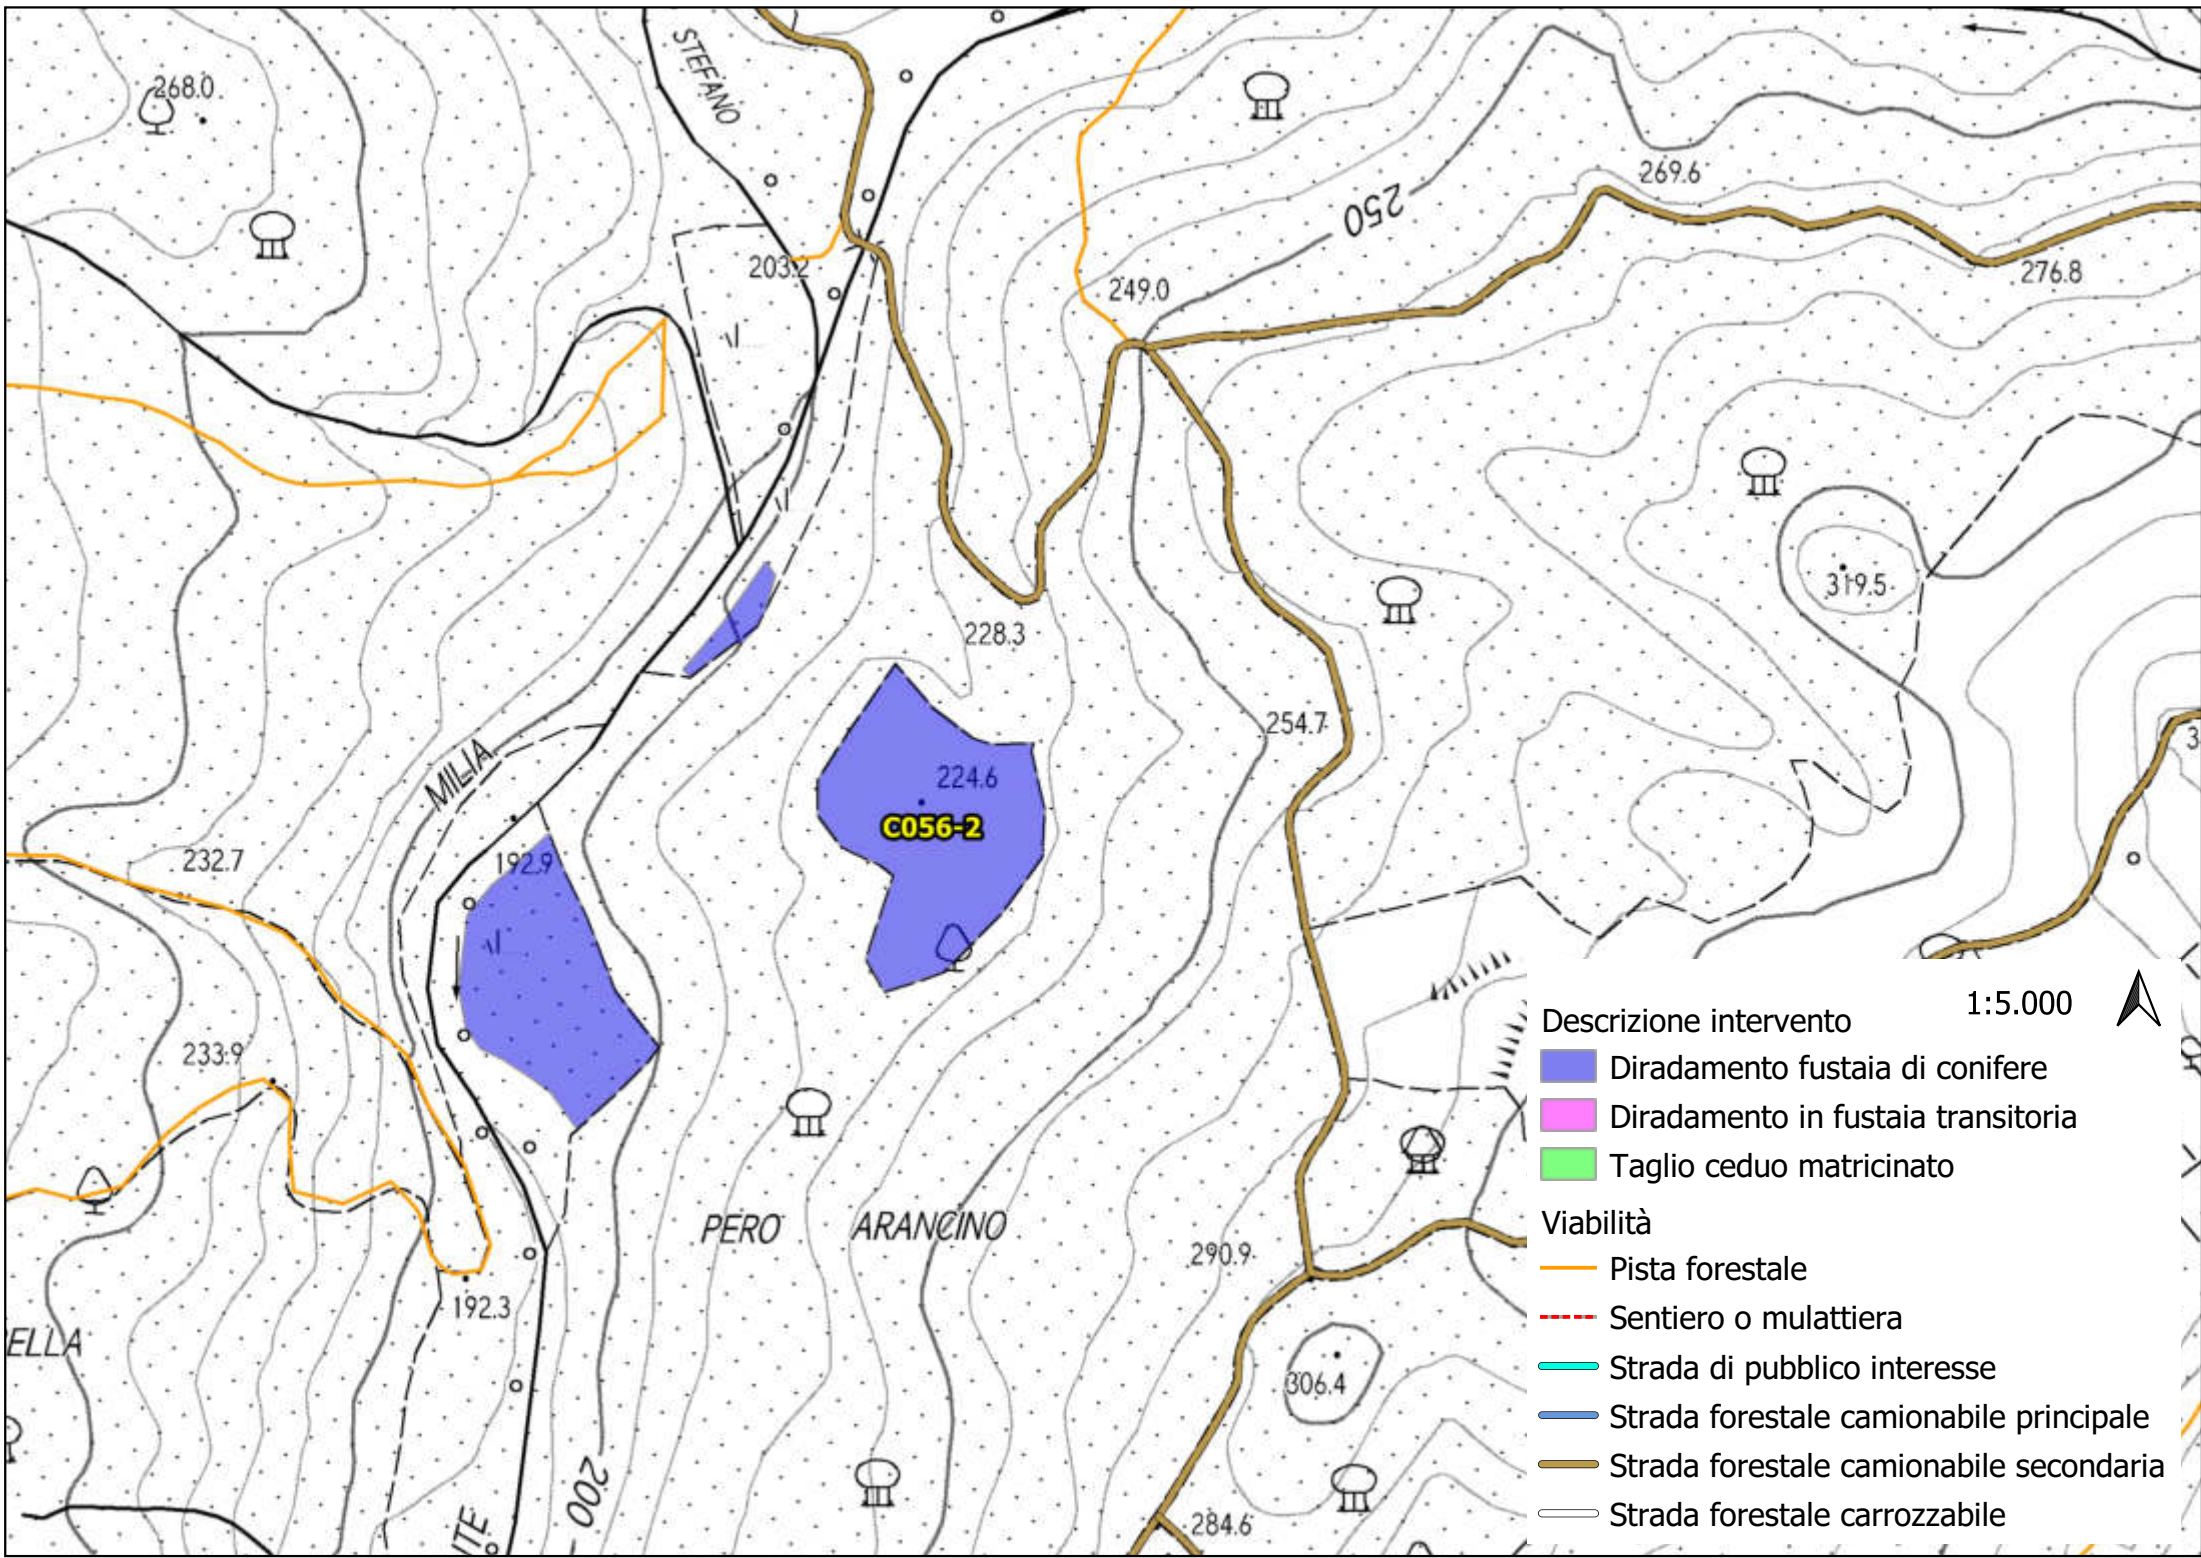 STEFANO
268.0
269.6
250
203.2
249.0
276.8
319.5
228.3
254.7
MILIA
224.6
C056-2
232.7
192.9
233.9
PERO ARANCINO
290.9
192.3
ELLA
306.4
200
284.6
1:5.000
Descrizione intervento
Diradamento fustaia di conifere
Diradamento in fustaia transitoria
Taglio ceduo matricinato
Viabilità
Pista forestale
Sentiero o mulattiera
Strada di pubblico interesse
Strada forestale camionabile principale
Strada forestale camionabile secondaria
Strada forestale carrozzabile